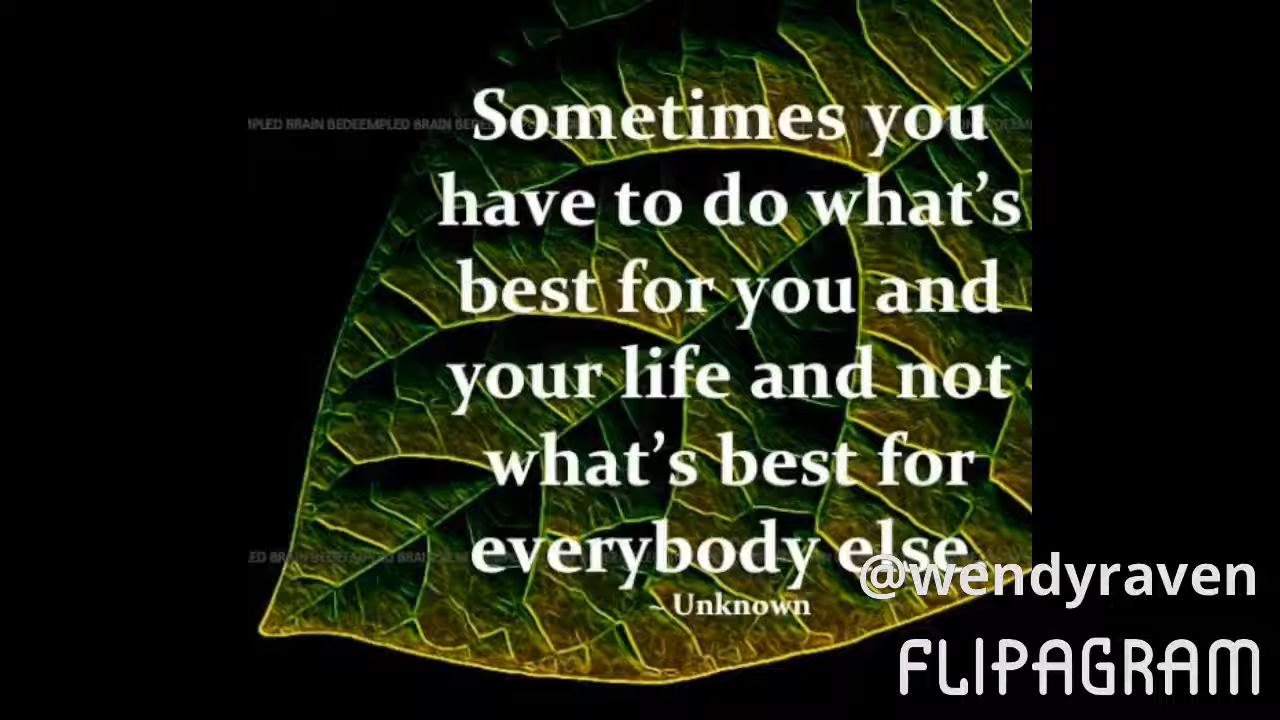 Sometimes you
have to do what's
best for you and
your life and not
what's best for
everybody else
~ Unknown
@wendyraven
FLIPAGRAM